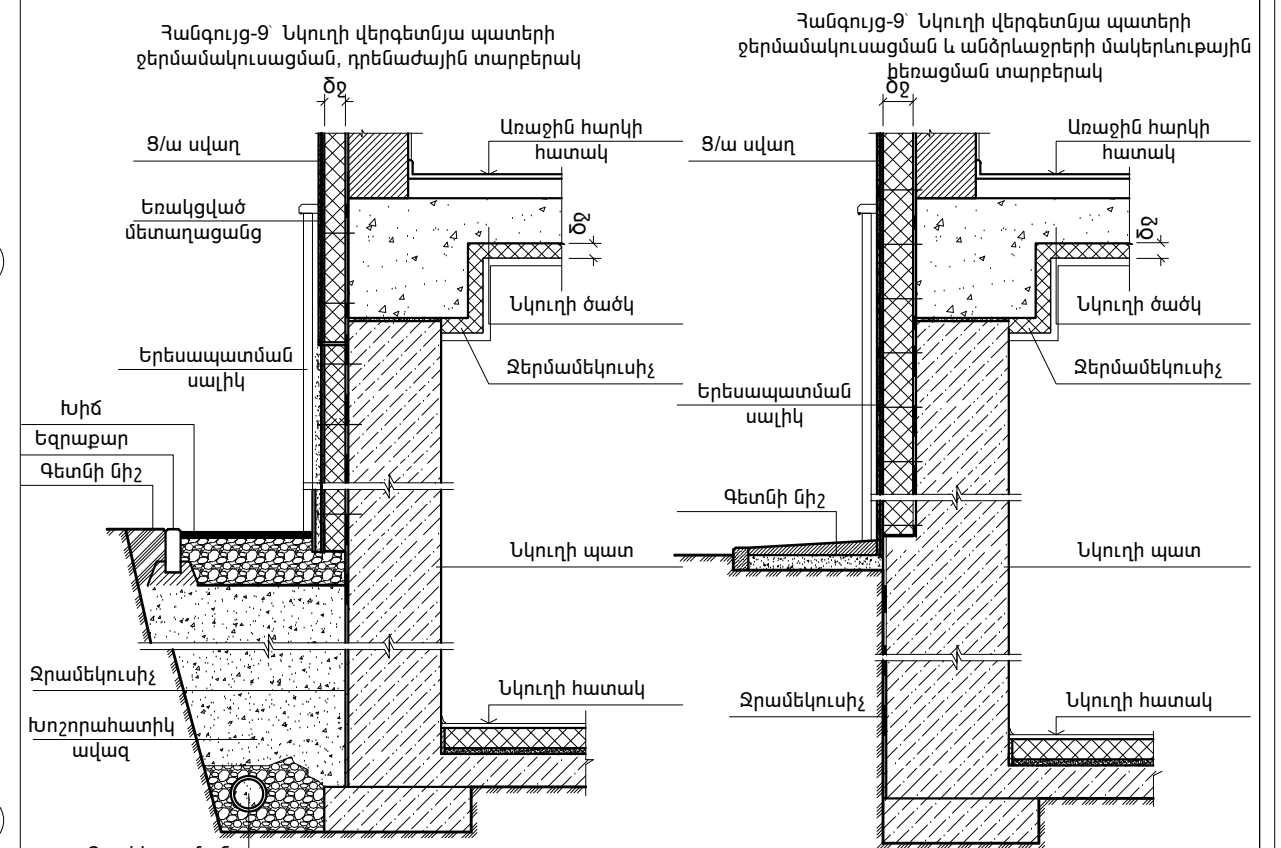 Հանգույց-9՝ Նկուղի վերգետնյա պատերի
ջերմամակուսացման, դրենաժային տարբերակ
δջ
Ց/ա սվաղ
Եռակցված
մետաղացանց
Երեսապատման
սալիկ
Խիճ
Եզրաքար
Գետնի նիշ
Ջրամեկուսիչ
Խոշորահատիկ
ավազ
Առաջին հարկի
հատակ
δջ
Նկուղի ծածկ
Ջերմամեկուսիչ
Նկուղի պատ
Նկուղի հատակ
Հանգույց-9՝ Նկուղի վերգետնյա պատերի
ջերմամակուսացման և անձրևաջրերի մակերևութային
հեռացման տարբերակ
δջ
Ց/ա սվաղ
Երեսապատման
սալիկ
Գետնի նիշ
Ջրամեկուսիչ
Առաջին հարկի
հատակ
δջ
Նկուղի ծածկ
Ջերմամեկուսիչ
Նկուղի պատ
Նկուղի հատակ